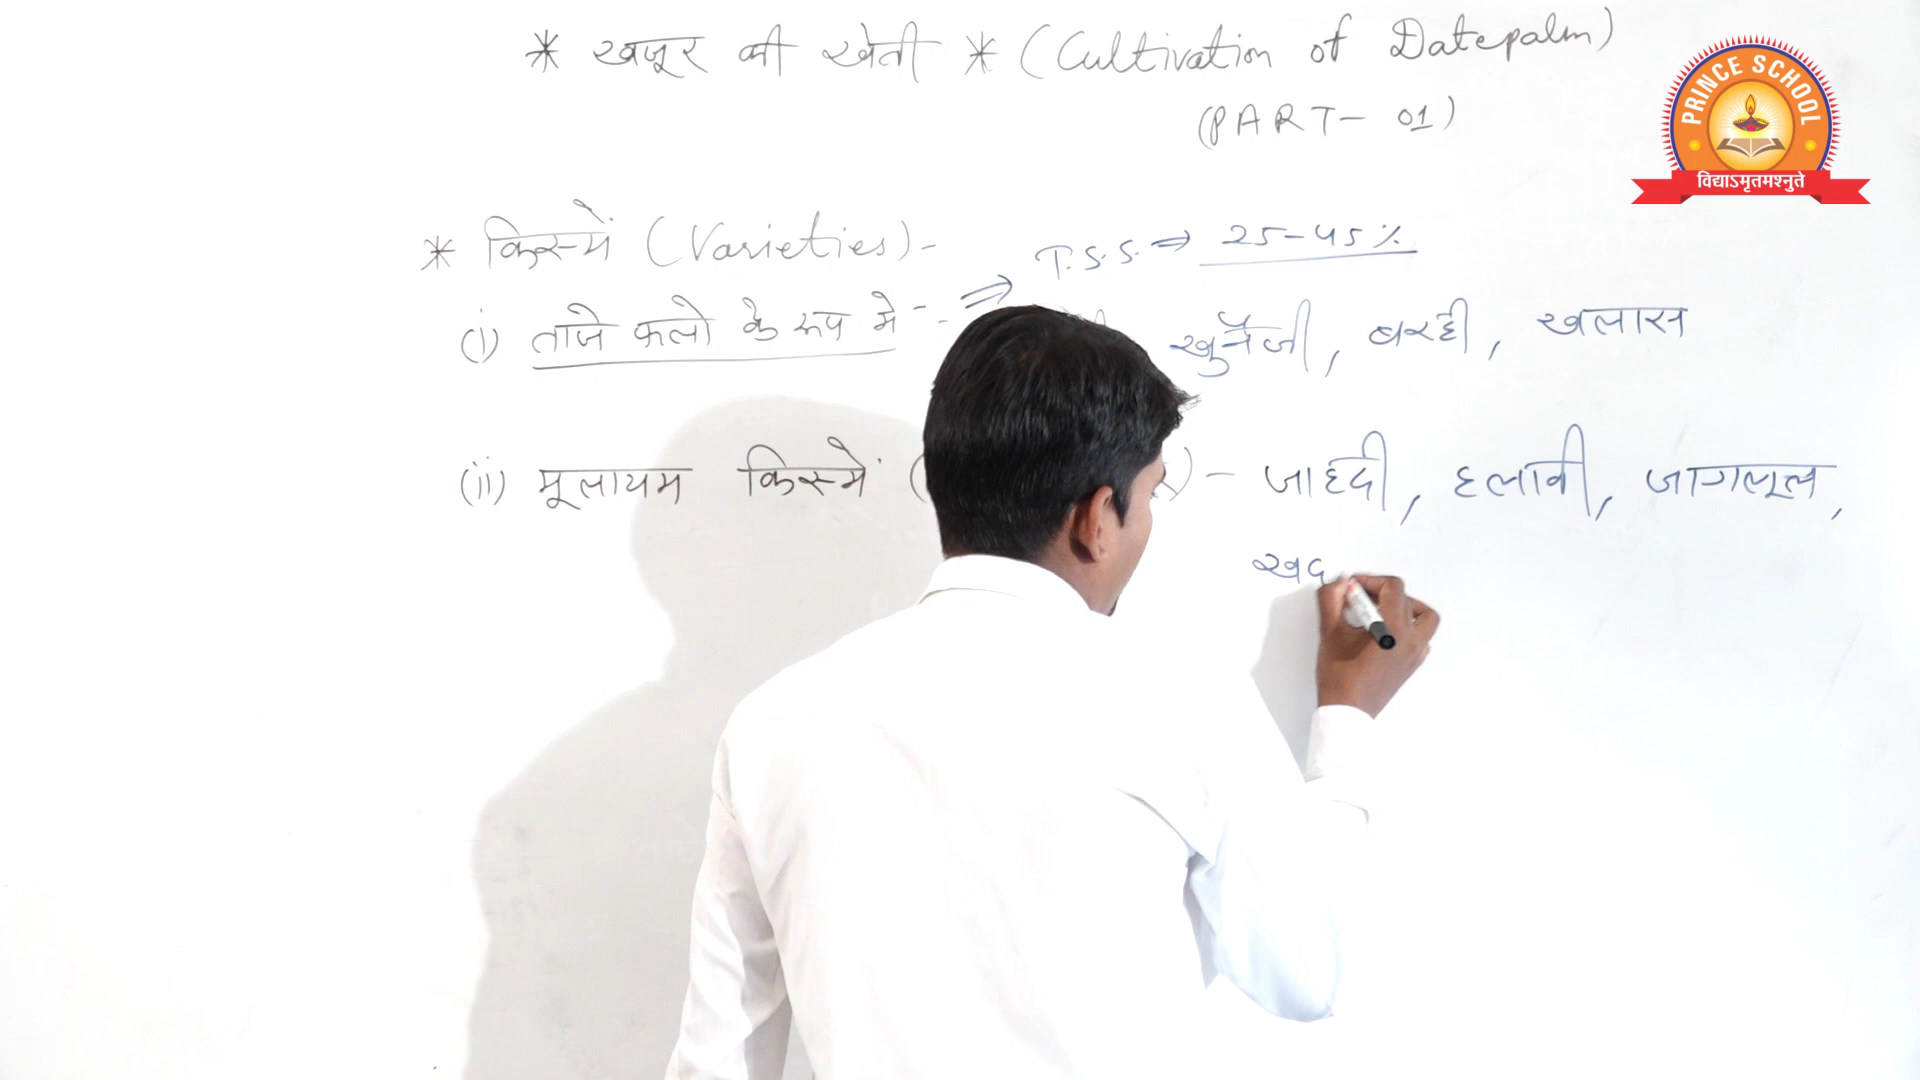 * खजूर की खेती * (Cultivation of Datepalm)
(PART- 01)
PRINCE SCHOOL
विद्याऽमृतमश्नुते
* किस्में (Varieties)-
T.S.S. ⇒ 25-45%
(i) ताजे फलो के रूप मे - ⇒ खुनैजी, बरही, खलास
(ii) मूलायम किस्में ( ) - जाहदी, हलावी, जागलूल,
खद